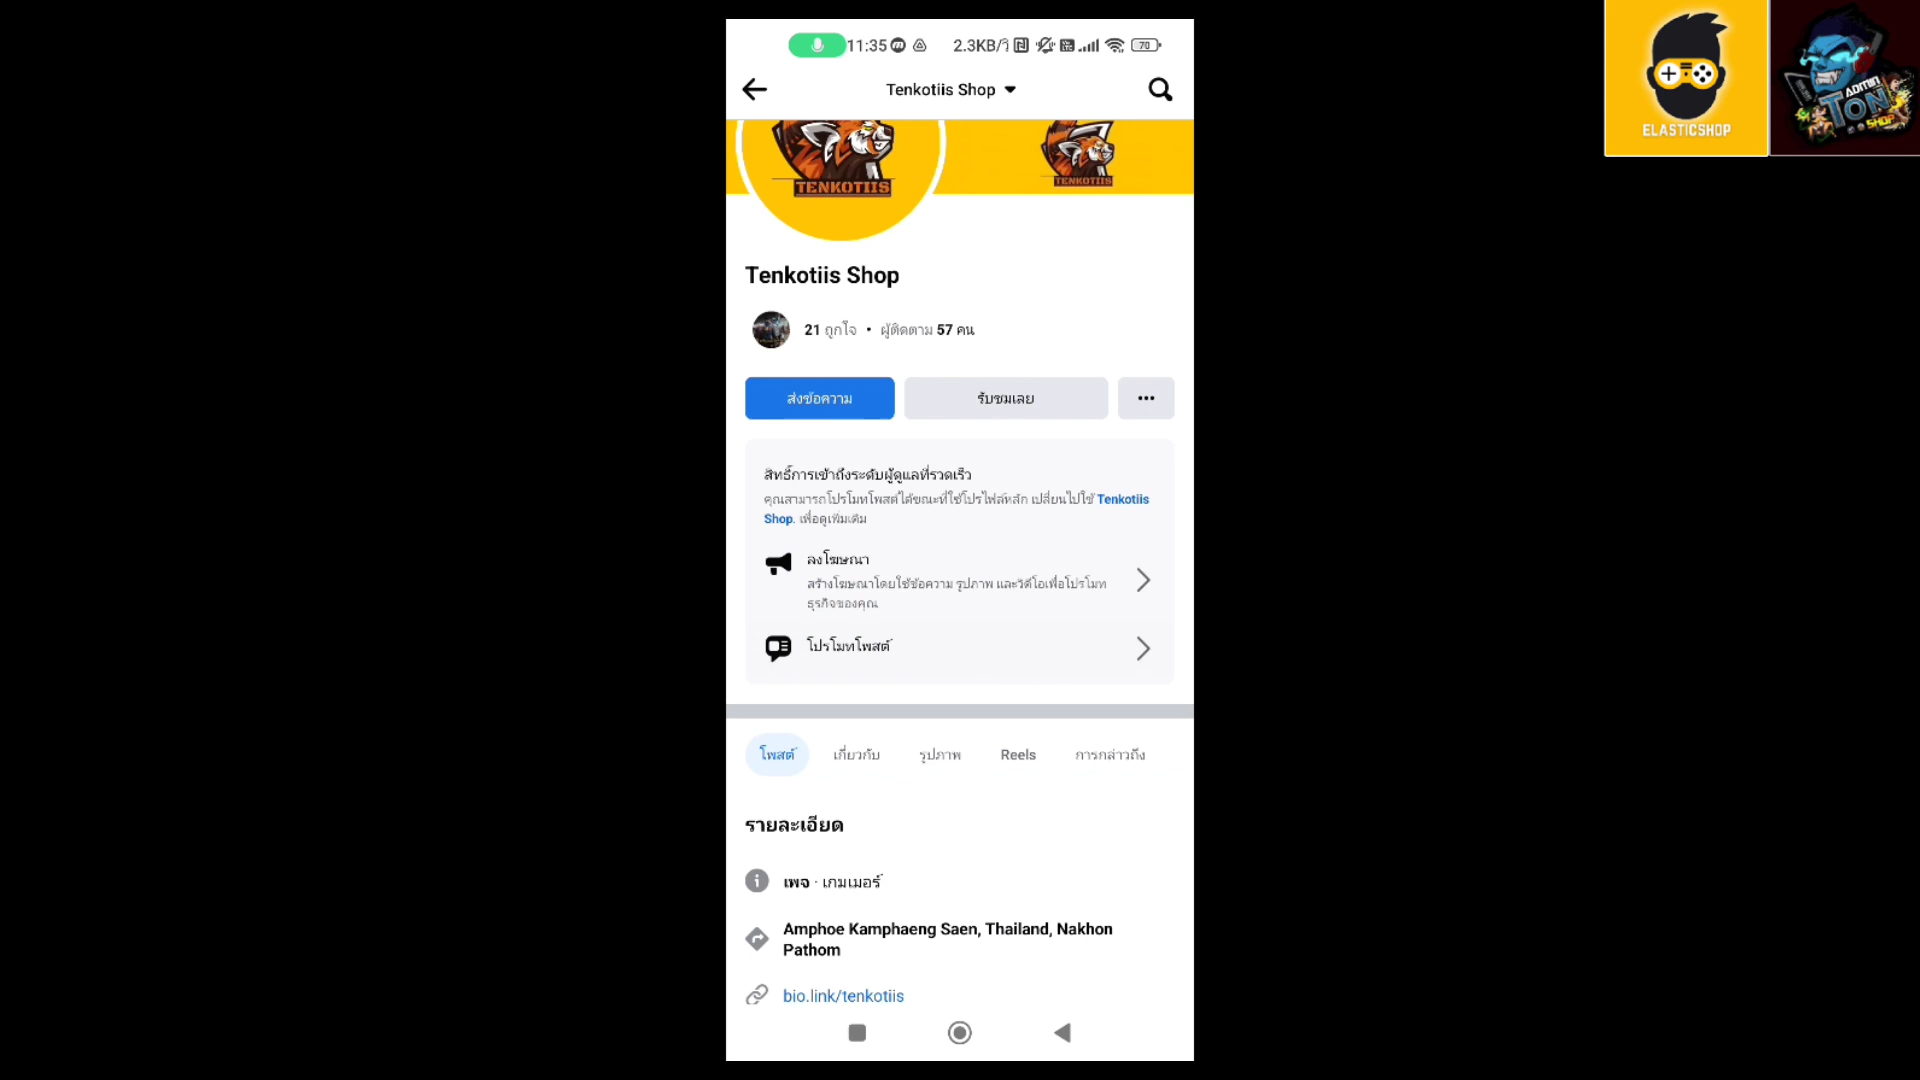 11:35 2.3KB/วิ 70
Tenkotiis Shop
TENKOTIIS
TENKOTIIS
Tenkotiis Shop
21 ถูกใจ • ผู้ติดตาม 57 คน
ส่งข้อความ
รับชมเลย
สิทธิ์การเข้าถึงระดับผู้ดูแลที่รวดเร็ว
คุณสามารถโปรโมทโพสต์ได้ขณะที่ใช้โปรไฟล์หลัก เปลี่ยนไปใช้ Tenkotiis
Shop. เพื่อดูเพิ่มเติม
ลงโฆษณา
สร้างโฆษณาโดยใช้ข้อความ รูปภาพ และวิดีโอเพื่อโปรโมท
ธุรกิจของคุณ
โปรโมทโพสต์
โพสต์ เกี่ยวกับ รูปภาพ Reels การกล่าวถึง
รายละเอียด
เพจ · เกมเมอร์
Amphoe Kamphaeng Saen, Thailand, Nakhon
Pathom
bio.link/tenkotiis
ELASTICSHOP
ADMIN
TON
SHOP